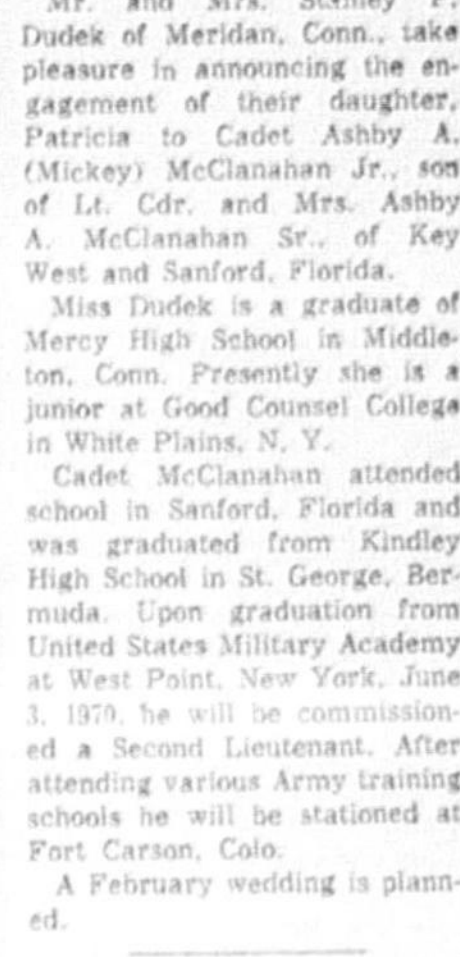 Mr. and Mrs. Stanley P.
Dudek of Meridan, Conn., take
pleasure in announcing the en-
gagement of their daughter,
Patricia to Cadet Ashby A.
(Mickey) McClanahan Jr., son
of Lt. Cdr. and Mrs. Ashby
A. McClanahan Sr., of Key
West and Sanford, Florida.
Miss Dudek is a graduate of
Mercy High School in Middle-
ton, Conn. Presently she is a
junior at Good Counsel College
in White Plains, N. Y.
Cadet McClanahan attended
school in Sanford, Florida and
was graduated from Kindley
High School in St. George, Ber-
muda. Upon graduation from
United States Military Academy
at West Point, New York, June
3, 1970, he will be commission-
ed a Second Lieutenant. After
attending various Army training
schools he will be stationed at
Fort Carson, Colo.
A February wedding is plann-
ed.